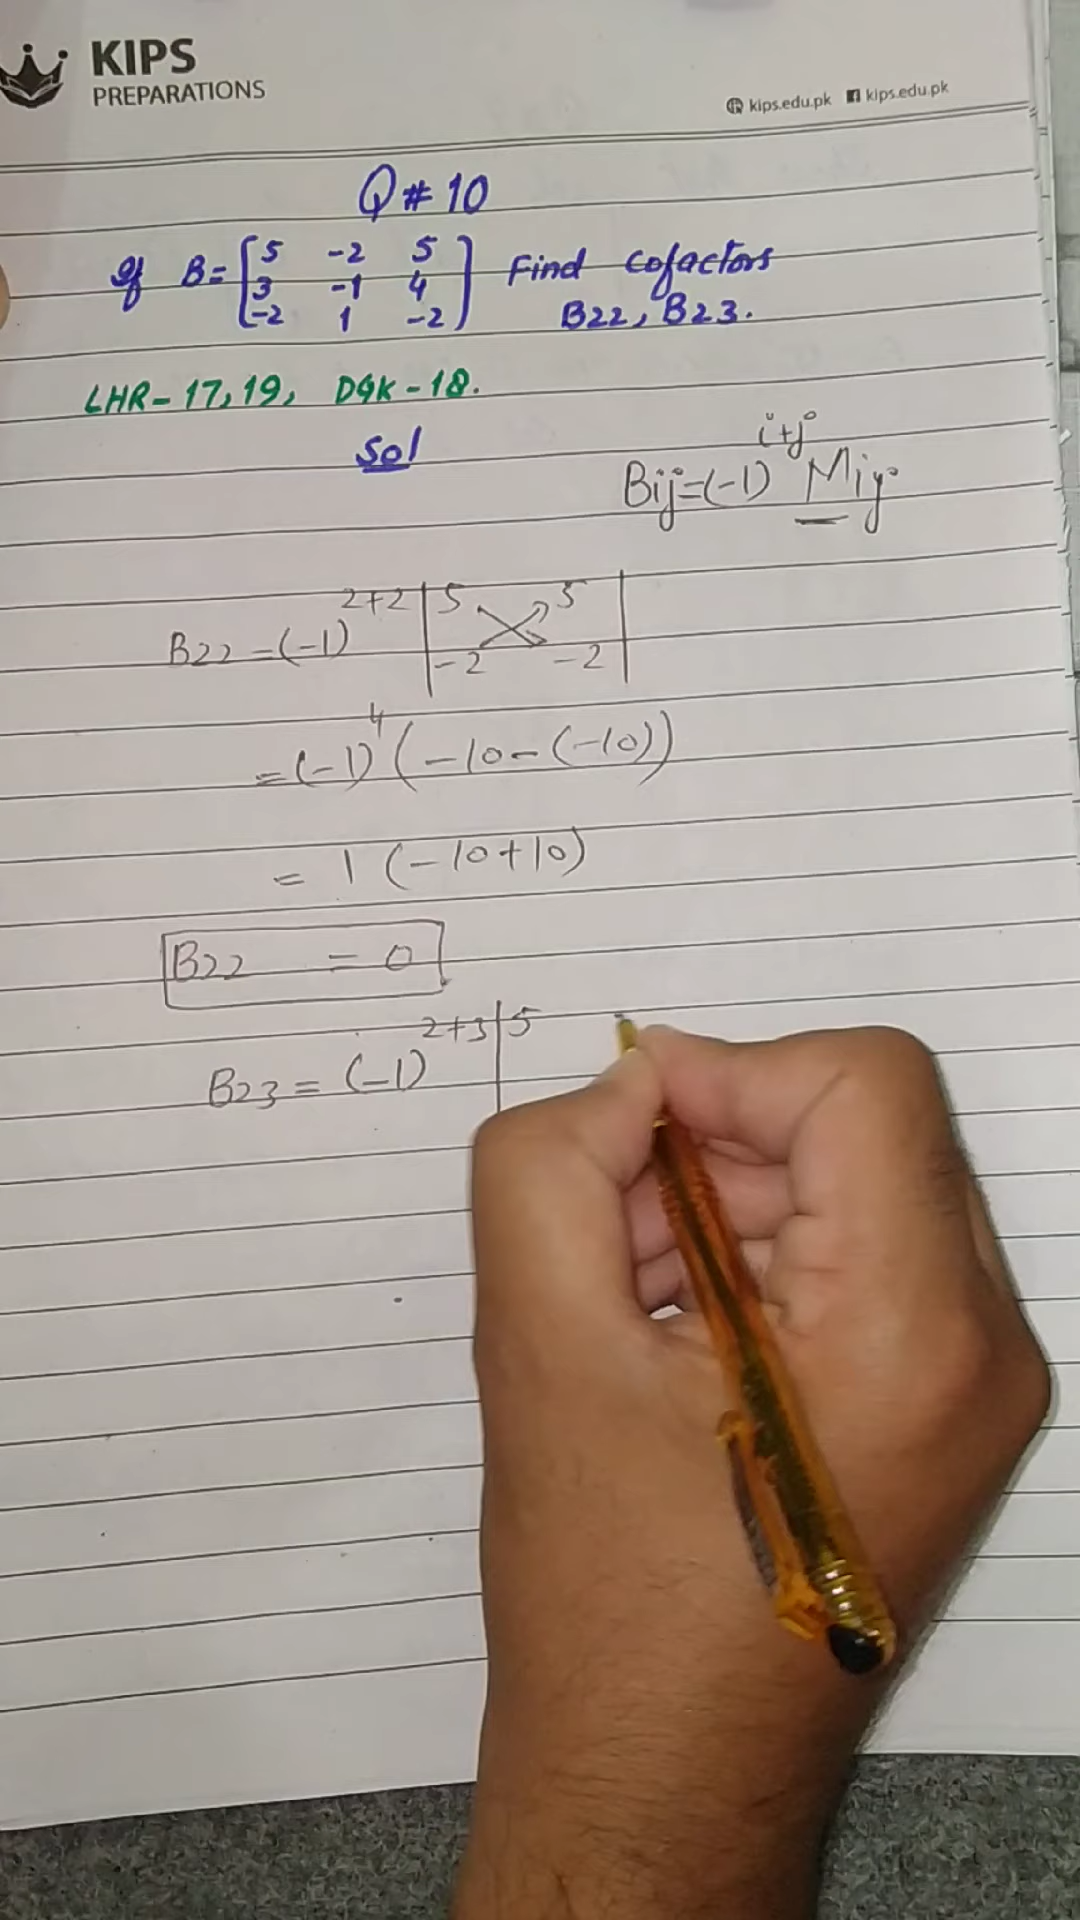 KIPS
PREPARATIONS
kips.edu.pk kips.edu.pk
Q # 10
If B = [5 -2 5 Find cofactors
3 -1 4
-2 1 -2] B22, B23.
LHR - 17, 19, DGK - 18.
Sol
Bij = (-1)^i+j Mij
B22 = (-1)^2+2 | 5 5
-2 -2 |
= (-1)^4 (-10 - (-10))
= 1 (-10 + 10)
B22 = 0
B23 = (-1)^2+3 | 5